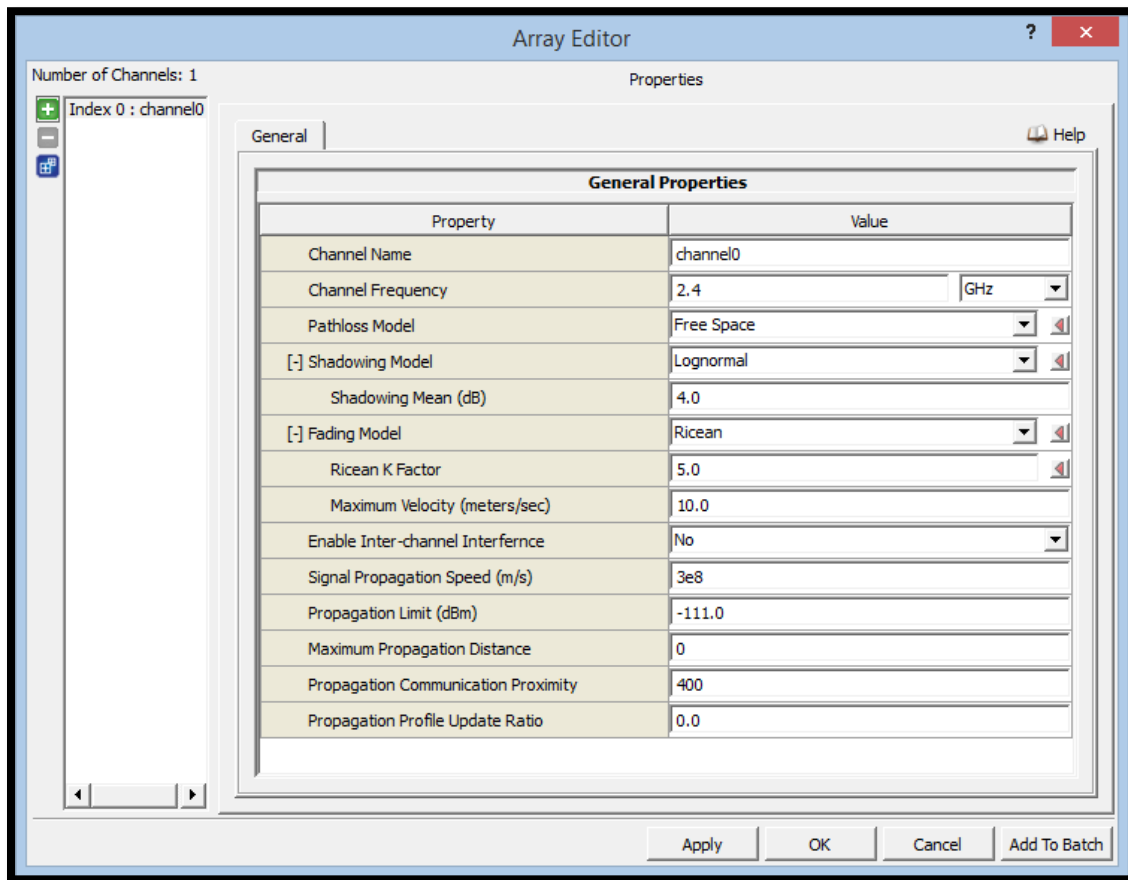 Array Editor
?
×
Number of Channels: 1
Properties
Index 0 : channel0
General
Help
General Properties
Property Value
Channel Name channel0
Channel Frequency 2.4 GHz
Pathloss Model Free Space
[-] Shadowing Model Lognormal
Shadowing Mean (dB) 4.0
[-] Fading Model Ricean
Ricean K Factor 5.0
Maximum Velocity (meters/sec) 10.0
Enable Inter-channel Interfernce No
Signal Propagation Speed (m/s) 3e8
Propagation Limit (dBm) -111.0
Maximum Propagation Distance 0
Propagation Communication Proximity 400
Propagation Profile Update Ratio 0.0
Apply OK Cancel Add To Batch